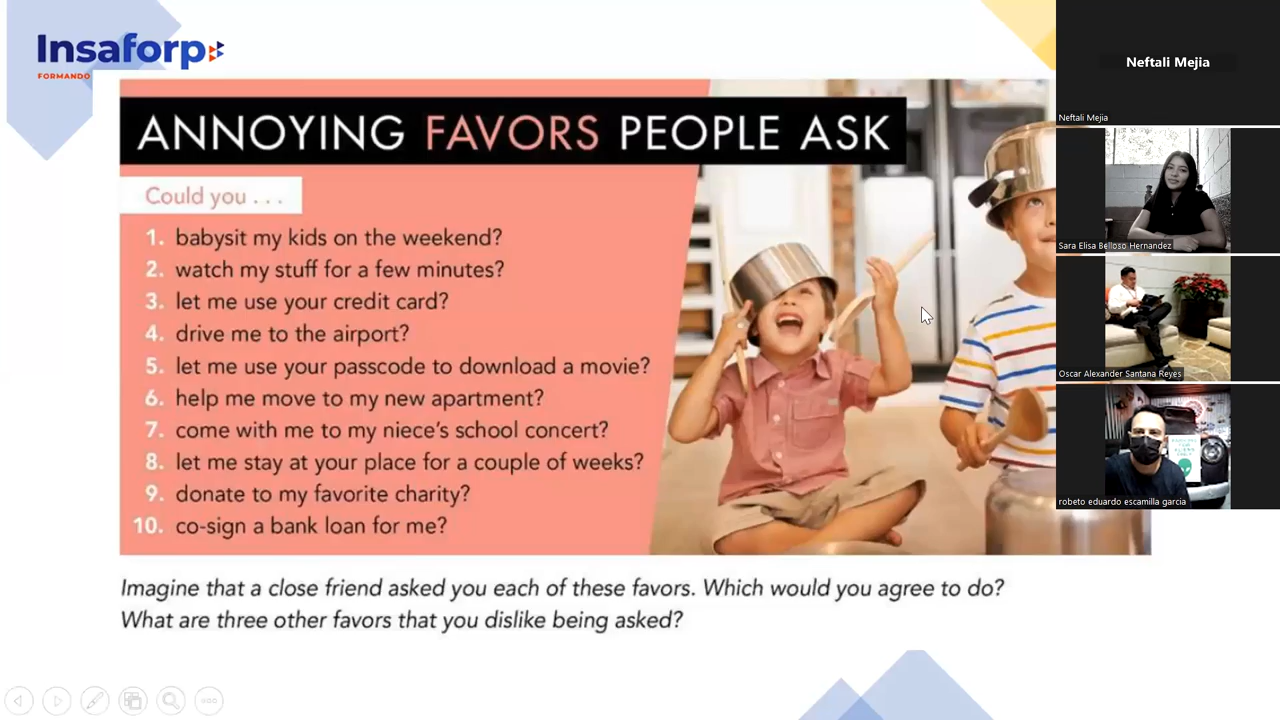 Insaforp
FORMANDO
ANNOYING FAVORS PEOPLE ASK
Could you . . .
1. babysit my kids on the weekend?
2. watch my stuff for a few minutes?
3. let me use your credit card?
4. drive me to the airport?
5. let me use your passcode to download a movie?
6. help me move to my new apartment?
7. come with me to my niece's school concert?
8. let me stay at your place for a couple of weeks?
9. donate to my favorite charity?
10. co-sign a bank loan for me?
Imagine that a close friend asked you each of these favors. Which would you agree to do?
What are three other favors that you dislike being asked?
Neftali Mejia
Neftali Mejia
Sara Elisa Belloso Hernandez
Oscar Alexander Santana Reyes
robeto eduardo escamilla garcia